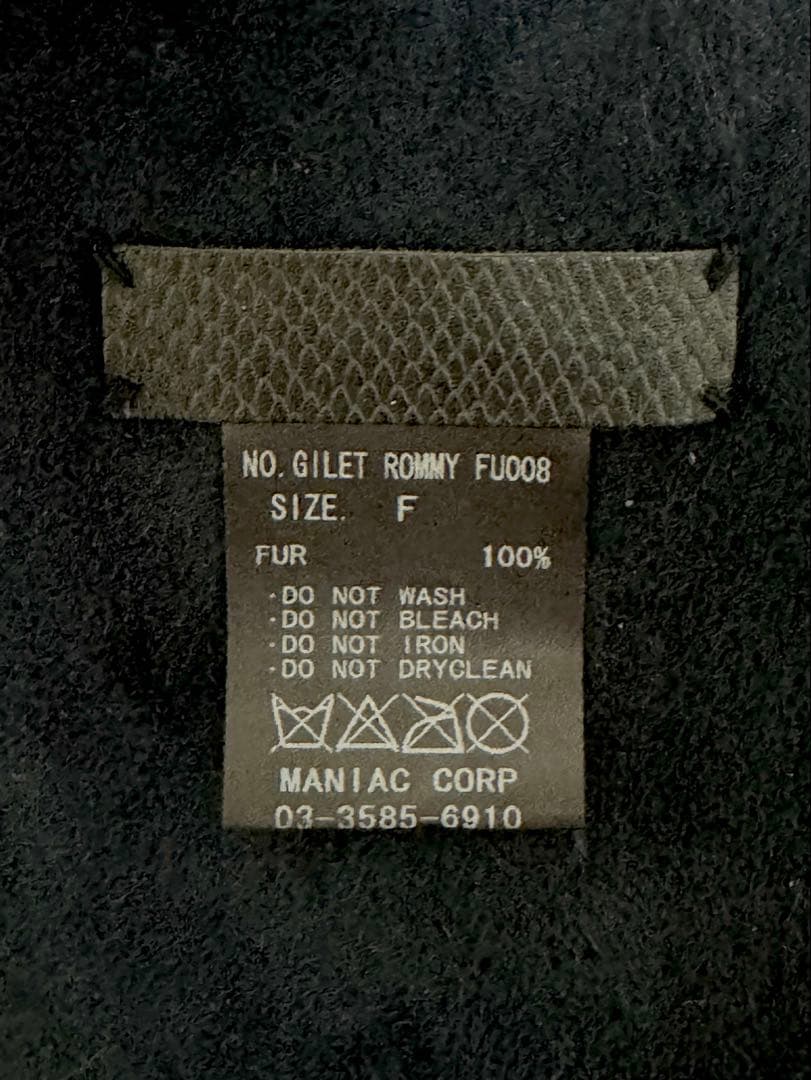 NO. GILET ROMMY FU008
SIZE. F
FUR 100%
·DO NOT WASH
·DO NOT BLEACH
·DO NOT IRON
·DO NOT DRYCLEAN
MANIAC CORP
03-3585-6910